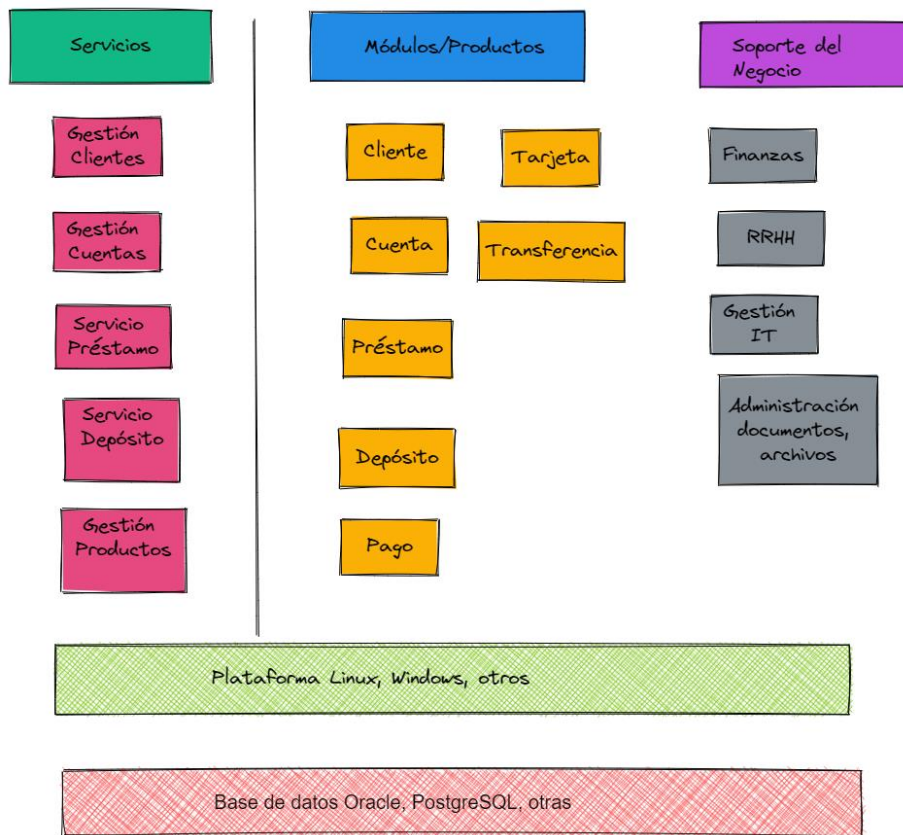 Servicios
Módulos/Productos
Soporte del
Negocio
Gestión
Clientes
Gestión
Cuentas
Servicio
Préstamo
Servicio
Depósito
Gestión
Productos
Cliente
Tarjeta
Cuenta
Transferencia
Préstamo
Depósito
Pago
Finanzas
RRHH
Gestión
IT
Administración
documentos,
archivos
Plataforma Linux, Windows, otros
Base de datos Oracle, PostgreSQL, otras